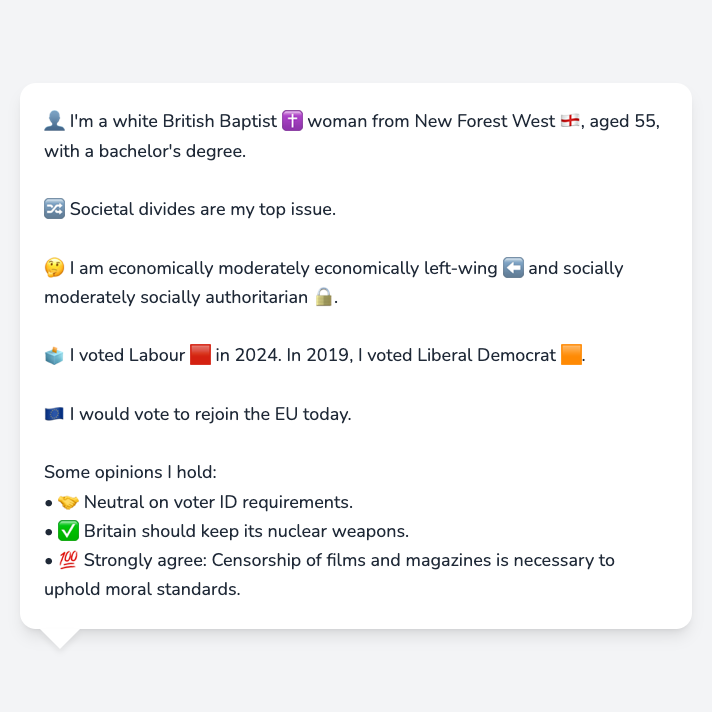 👤 I'm a white British Baptist ✝️ woman from New Forest West 🏴󠁧󠁢󠁥󠁮󠁧󠁿, aged 55,
with a bachelor's degree.
🔀 Societal divides are my top issue.
🤔 I am economically moderately economically left-wing ⬅️ and socially
moderately socially authoritarian 🔒.
🗳️ I voted Labour 🟥 in 2024. In 2019, I voted Liberal Democrat 🟧.
🇪🇺 I would vote to rejoin the EU today.
Some opinions I hold:
• 🤝 Neutral on voter ID requirements.
• ✅ Britain should keep its nuclear weapons.
• 💯 Strongly agree: Censorship of films and magazines is necessary to
uphold moral standards.